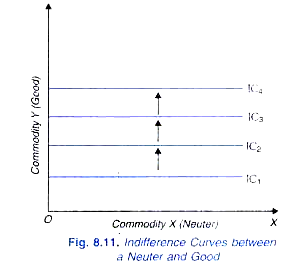 IC₄
IC₃
IC₂
IC₁
Commodity Y (Good)
O
Commodity X (Neuter)
X
Fig. 8.11. Indifference Curves between
a Neuter and Good